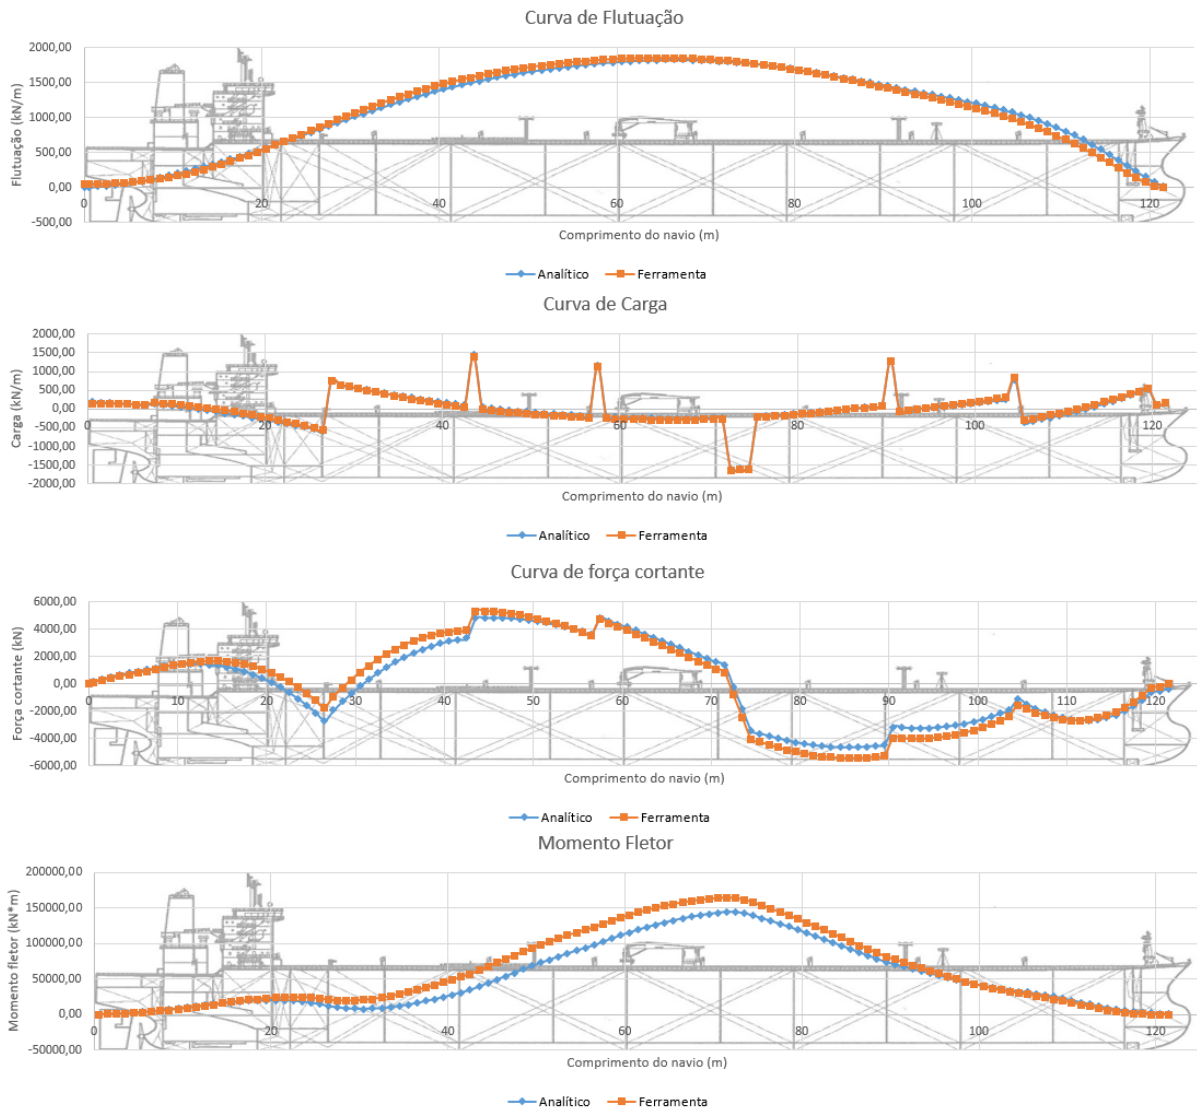 Curva de Flutuação
2000,00
1500,00
1000,00
500,00
0,00
-500,00
Flutuação (kN/m)
0 20 40 60 80 100 120
Comprimento do navio (m)
Analítico Ferramenta
Curva de Carga
2000,00
1500,00
1000,00
500,00
0,00
-500,00
-1000,00
-1500,00
-2000,00
Carga (kN/m)
0 20 40 60 80 100 120
Comprimento do navio (m)
Analítico Ferramenta
Curva de força cortante
6000,00
4000,00
2000,00
0,00
-2000,00
-4000,00
-6000,00
Força cortante (kN)
0 10 20 30 40 50 60 70 80 90 100 110 120
Comprimento do navio (m)
Analítico Ferramenta
Momento Fletor
200000,00
150000,00
100000,00
50000,00
0,00
-50000,00
Momento fletor (kN*m)
0 20 40 60 80 100 120
Comprimento do navio (m)
Analítico Ferramenta